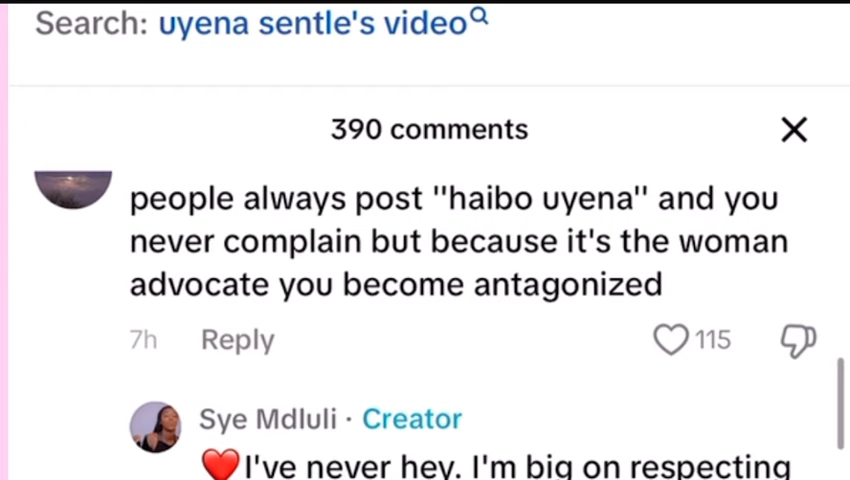 Search: uyena sentle's video
390 comments
people always post "haibo uyena" and you
never complain but because it's the woman
advocate you become antagonized
7h Reply 115
Sye Mdluli · Creator
❤️I've never hey. I'm big on respecting